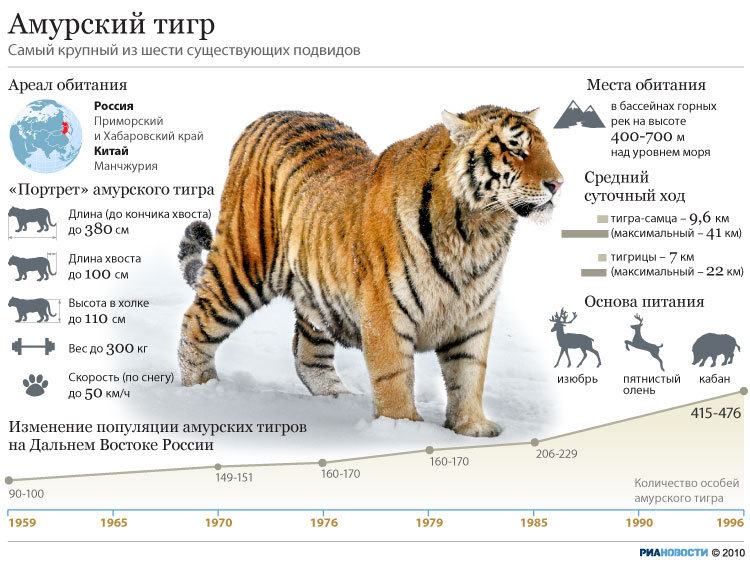 Амурский тигр
Самый крупный из шести существующих подвидов
Ареал обитания
Россия
Приморский
и Хабаровский край
Китай
Манчжурия
«Портрет» амурского тигра
Длина (до кончика хвоста)
до 380 см
Длина хвоста
до 100 см
Высота в холке
до 110 см
Вес до 300 кг
Скорость (по снегу)
до 50 км/ч
Места обитания
в бассейнах горных
рек на высоте
400-700 м
над уровнем моря
Средний
суточный ход
тигра-самца – 9,6 км
(максимальный – 41 км)
тигрицы – 7 км
(максимальный – 22 км)
Основа питания
изюбрь
пятнистый
олень
кабан
Изменение популяции амурских тигров
на Дальнем Востоке России
90-100
149-151
160-170
160-170
206-229
415-476
Количество особей
амурского тигра
1959 1965 1970 1976 1979 1985 1990 1996
РИАНОВОСТИ © 2010